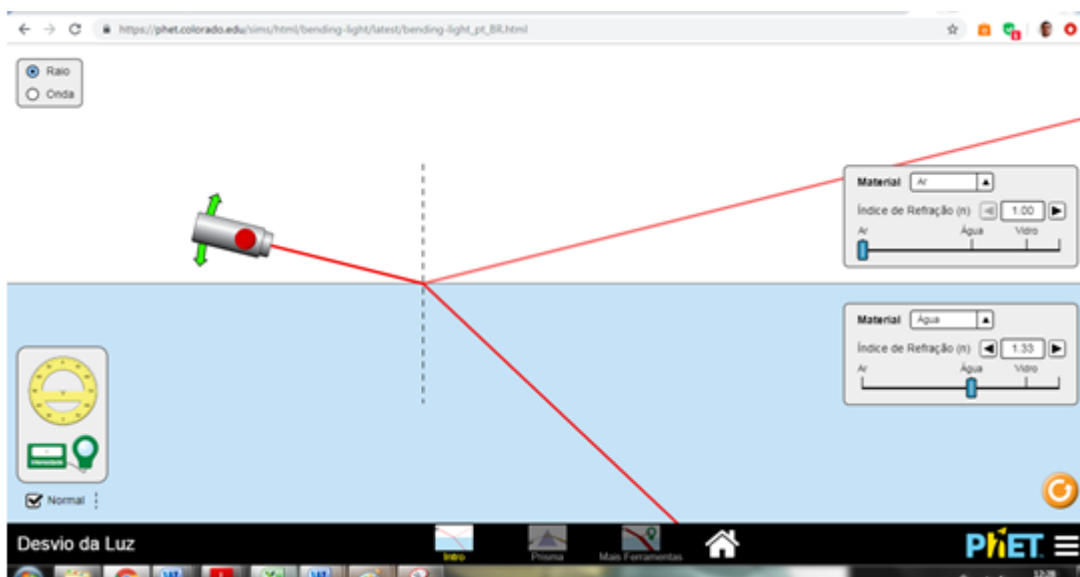 https://phet.colorado.edu/sims/html/bending-light/latest/bending-light_pt_BR.html
Raio
Onda
Material Ar
Índice de Refração (n) 1.00
Ar Água Vidro
Material Água
Índice de Refração (n) 1.33
Ar Água Vidro
Normal
Desvio da Luz
Intro Prisma Mais Ferramentas
PhET
12:28